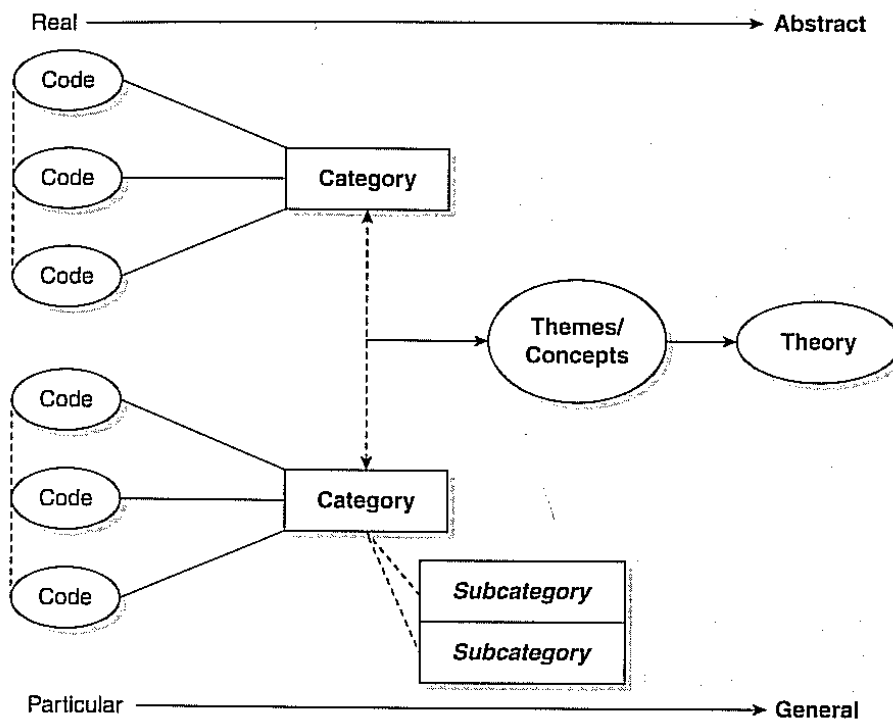 Real
Abstract
Code
Code
Category
Code
Themes/
Concepts
Theory
Code
Code
Category
Code
Subcategory
Subcategory
Particular
General